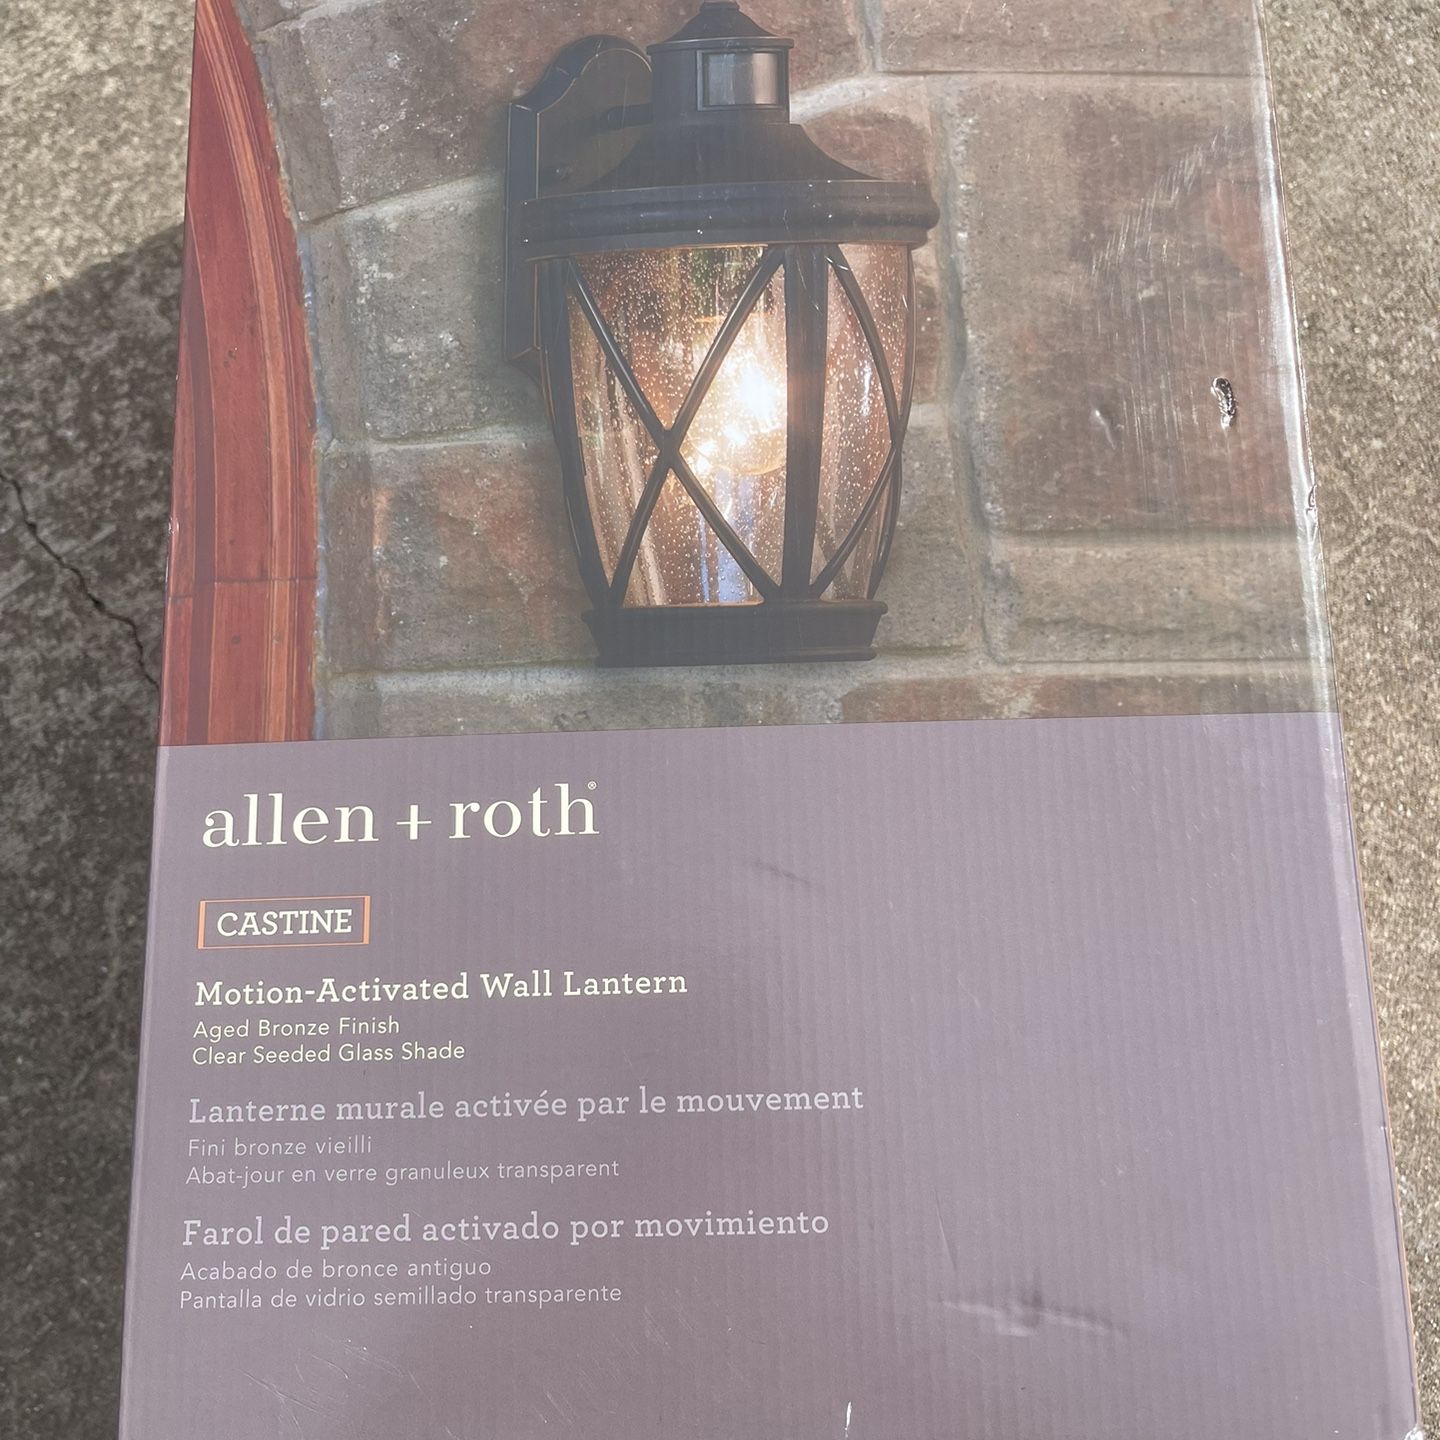 allen + roth®
CASTINE
Motion-Activated Wall Lantern
Aged Bronze Finish
Clear Seeded Glass Shade
Lanterne murale activée par le mouvement
Fini bronze vieilli
Abat-jour en verre granuleux transparent
Farol de pared activado por movimiento
Acabado de bronce antiguo
Pantalla de vidrio semillado transparente